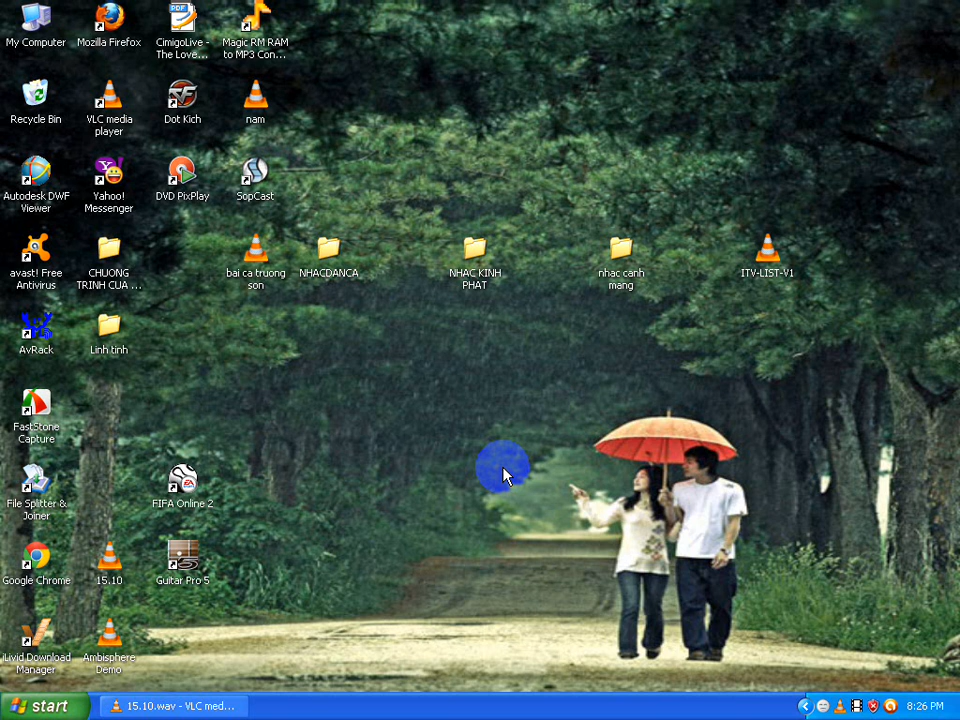 My Computer
Mozilla Firefox
CimigoLive -
The Love...
Magic RM RAM
to MP3 Con...
Recycle Bin
VLC media
player
Dot Kich
nam
Autodesk DWF
Viewer
Yahoo!
Messenger
DVD PixPlay
SopCast
avast! Free
Antivirus
CHUONG
TRINH CUA ...
bai ca truong
son
NHACDANCA
NHAC KINH
PHAT
nhac canh
mang
ITV-LIST-V1
AvRack
Linh tinh
FastStone
Capture
File Splitter &
Joiner
FIFA Online 2
Google Chrome
15.10
Guitar Pro 5
iLivid Download
Manager
Ambisphere
Demo
start
15.10.wav - VLC med...
8:26 PM